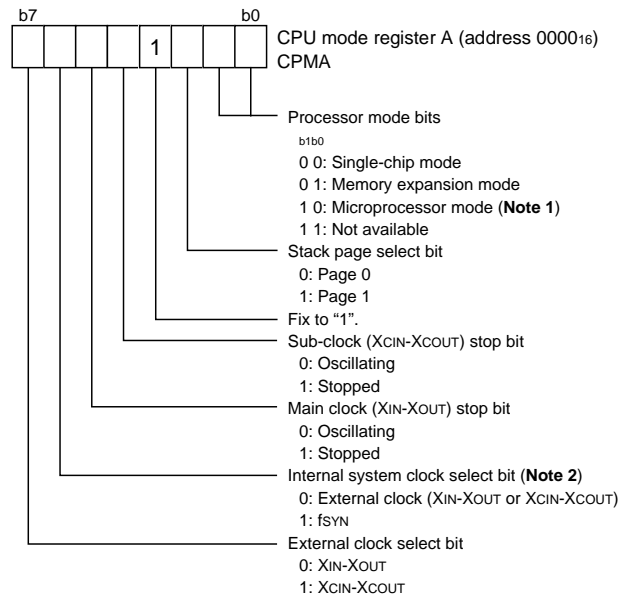 b7 b0
1
CPU mode register A (address 0000₁₆)
CPMA
Processor mode bits
b1b0
0 0: Single-chip mode
0 1: Memory expansion mode
1 0: Microprocessor mode (Note 1)
1 1: Not available
Stack page select bit
0: Page 0
1: Page 1
Fix to “1”.
Sub-clock (XCIN-XCOUT) stop bit
0: Oscillating
1: Stopped
Main clock (XIN-XOUT) stop bit
0: Oscillating
1: Stopped
Internal system clock select bit (Note 2)
0: External clock (XIN-XOUT or XCIN-XCOUT)
1: fSYN
External clock select bit
0: XIN-XOUT
1: XCIN-XCOUT